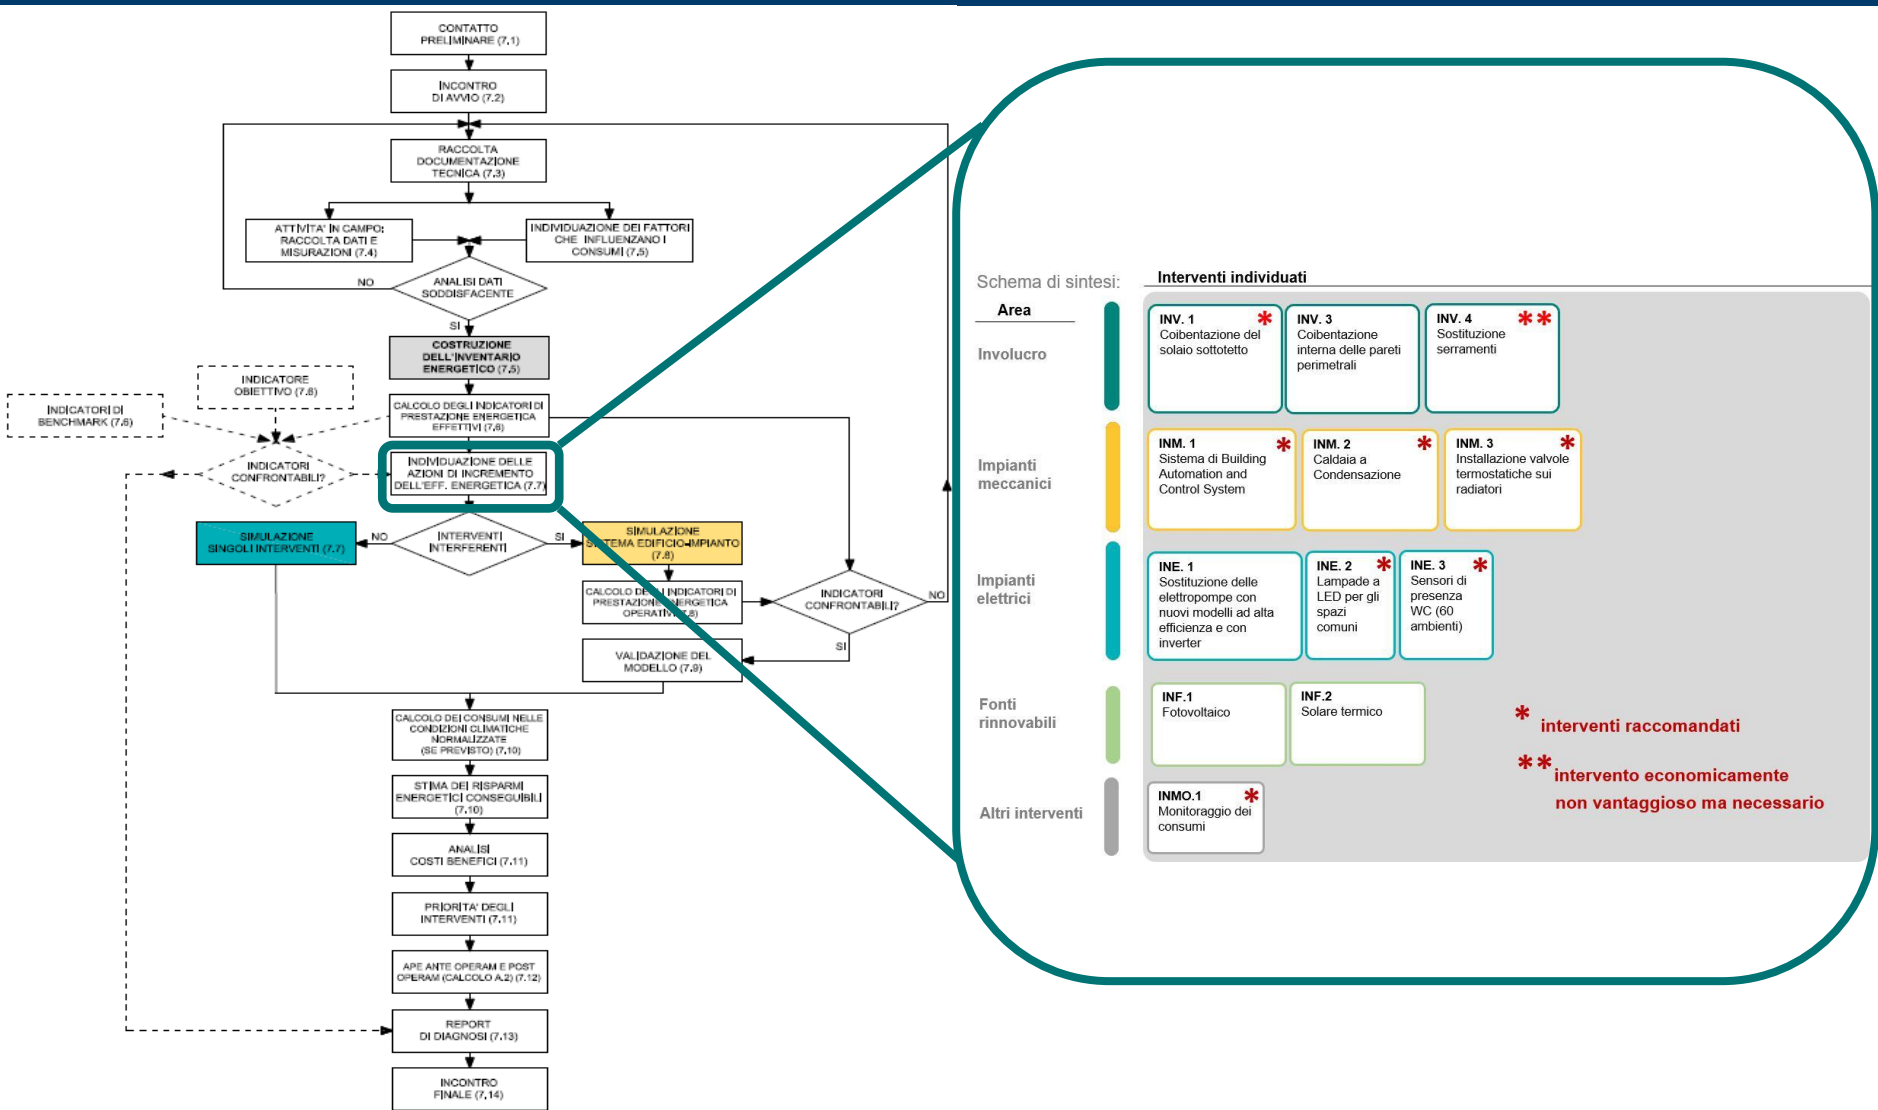 CONTATTO
PRELIMINARE (7.1)
INCONTRO
DI AVVIO (7.2)
RACCOLTA
DOCUMENTAZIONE
TECNICA (7.3)
ATTIVITA' IN CAMPO:
RACCOLTA DATI E
MISURAZIONI (7.4)
INDIVIDUAZIONE DEI FATTORI
CHE INFLUENZANO I
CONSUMI (7.5)
ANALISI DATI
SODDISFACENTE
NO
SI
COSTRUZIONE
DELL'INVENTARIO
ENERGETICO (7.5)
INDICATORE
OBIETTIVO (7.6)
INDICATORI DI
BENCHMARK (7.6)
CALCOLO DEGLI INDICATORI DI
PRESTAZIONE ENERGETICA
EFFETTIVI (7.6)
INDICATORI
CONFRONTABILI?
INDIVIDUAZIONE DELLE
AZIONI DI INCREMENTO
DELL'EFF. ENERGETICA (7.7)
SIMULAZIONE
SINGOLI INTERVENTI (7.7)
NO
INTERVENTI
INTERFERENTI
SI
SIMULAZIONE
SISTEMA EDIFICIO-IMPIANTO
(7.8)
CALCOLO DEGLI INDICATORI DI
PRESTAZIONE ENERGETICA
OPERATIVI (7.8)
INDICATORI
CONFRONTABILI?
NO
SI
VALIDAZIONE DEL
MODELLO (7.9)
CALCOLO DEI CONSUMI NELLE
CONDIZIONI CLIMATICHE
NORMALIZZATE
(SE PREVISTO) (7.10)
STIMA DEI RISPARMI
ENERGETICI CONSEGUIBILI
(7.10)
ANALISI
COSTI BENEFICI (7.11)
PRIORITA' DEGLI
INTERVENTI (7.11)
APE ANTE OPERAM E POST
OPERAM (CALCOLO A.2) (7.12)
REPORT
DI DIAGNOSI (7.13)
INCONTRO
FINALE (7.14)
Schema di sintesi:
Interventi individuati
Area
Involucro
INV. 1 *
Coibentazione del
solaio sottotetto
INV. 3
Coibentazione
interna delle pareti
perimetrali
INV. 4 **
Sostituzione
serramenti
Impianti
meccanici
INM. 1 *
Sistema di Building
Automation and
Control System
INM. 2 *
Caldaia a
Condensazione
INM. 3 *
Installazione valvole
termostatiche sui
radiatori
Impianti
elettrici
INE. 1
Sostituzione delle
elettropompe con
nuovi modelli ad alta
efficienza e con
inverter
INE. 2 *
Lampade a
LED per gli
spazi
comuni
INE. 3 *
Sensori di
presenza
WC (60
ambienti)
Fonti
rinnovabili
INF.1
Fotovoltaico
INF.2
Solare termico
Altri interventi
INMO.1 *
Monitoraggio dei
consumi
* interventi raccomandati
** intervento economicamente
non vantaggioso ma necessario